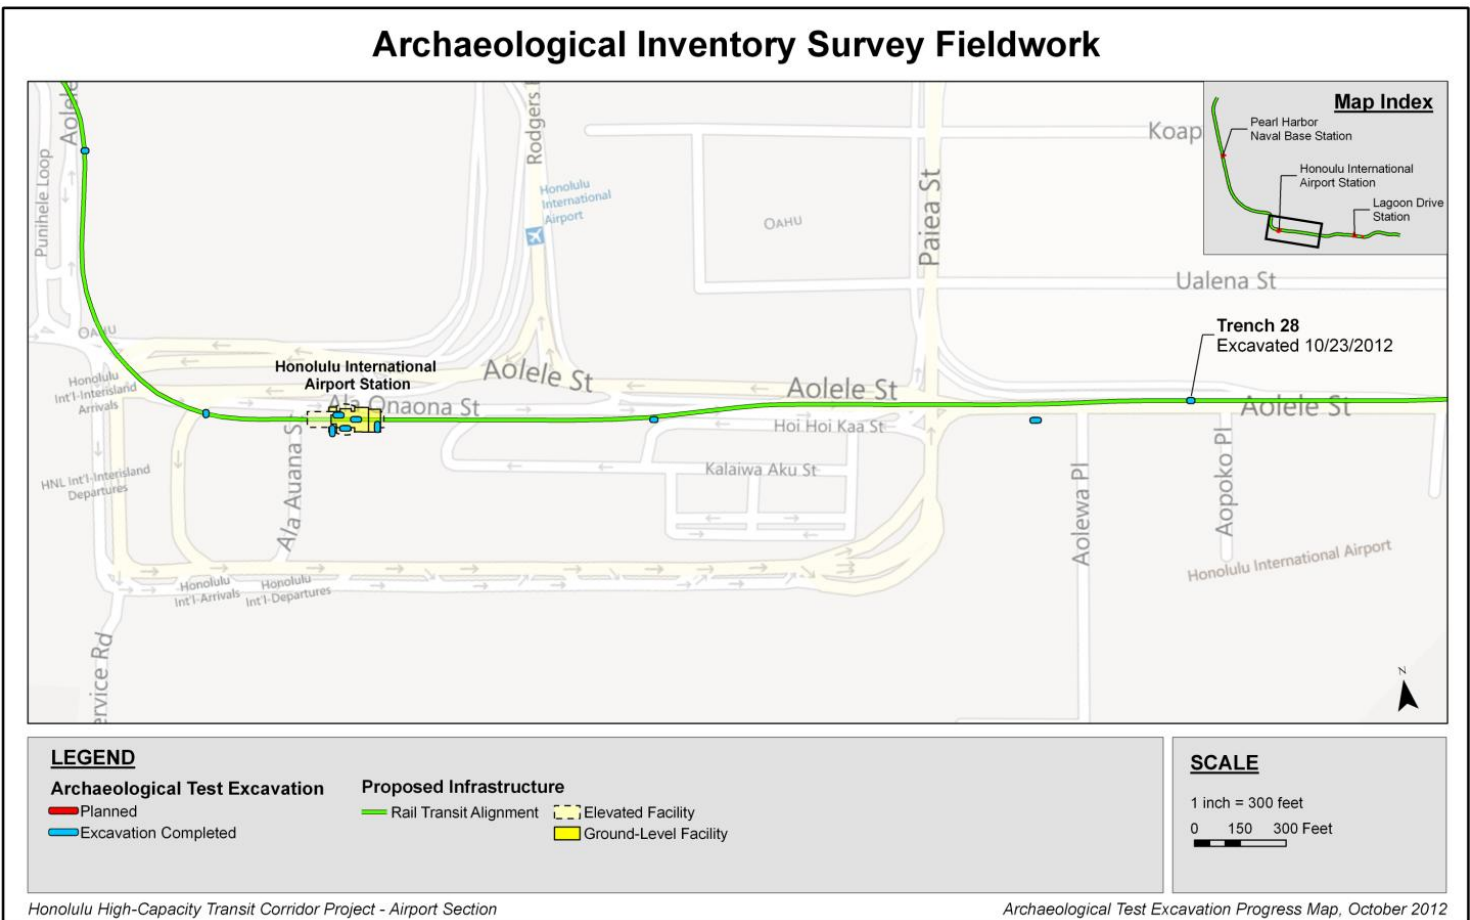 Archaeological Inventory Survey Fieldwork
Map Index
Pearl Harbor
Naval Base Station
Honoulu International
Airport Station
Lagoon Drive
Station
Aolele
Punihele Loop
Rodgers
Honolulu
International
Airport
OAHU
Paiea St
Koap
Ualena St
Trench 28
Excavated 10/23/2012
OAHU
Honolulu
Int'l-Interisland
Arrivals
Honolulu International
Airport Station
Ala Onaona St
Aolele St
Aolele St
Aolele St
Hoi Hoi Kaa St
Kalaiwa Aku St
HNL Int'l-Interisland
Departures
Ala Auana S
Aolewa Pl
Aopoko Pl
Honolulu International Airport
Honolulu
Int'l-Arrivals
Honolulu
Int'l-Departures
ervice Rd
N
LEGEND
Archaeological Test Excavation
Planned
Excavation Completed
Proposed Infrastructure
Rail Transit Alignment
Elevated Facility
Ground-Level Facility
SCALE
1 inch = 300 feet
0 150 300 Feet
Honolulu High-Capacity Transit Corridor Project - Airport Section
Archaeological Test Excavation Progress Map, October 2012